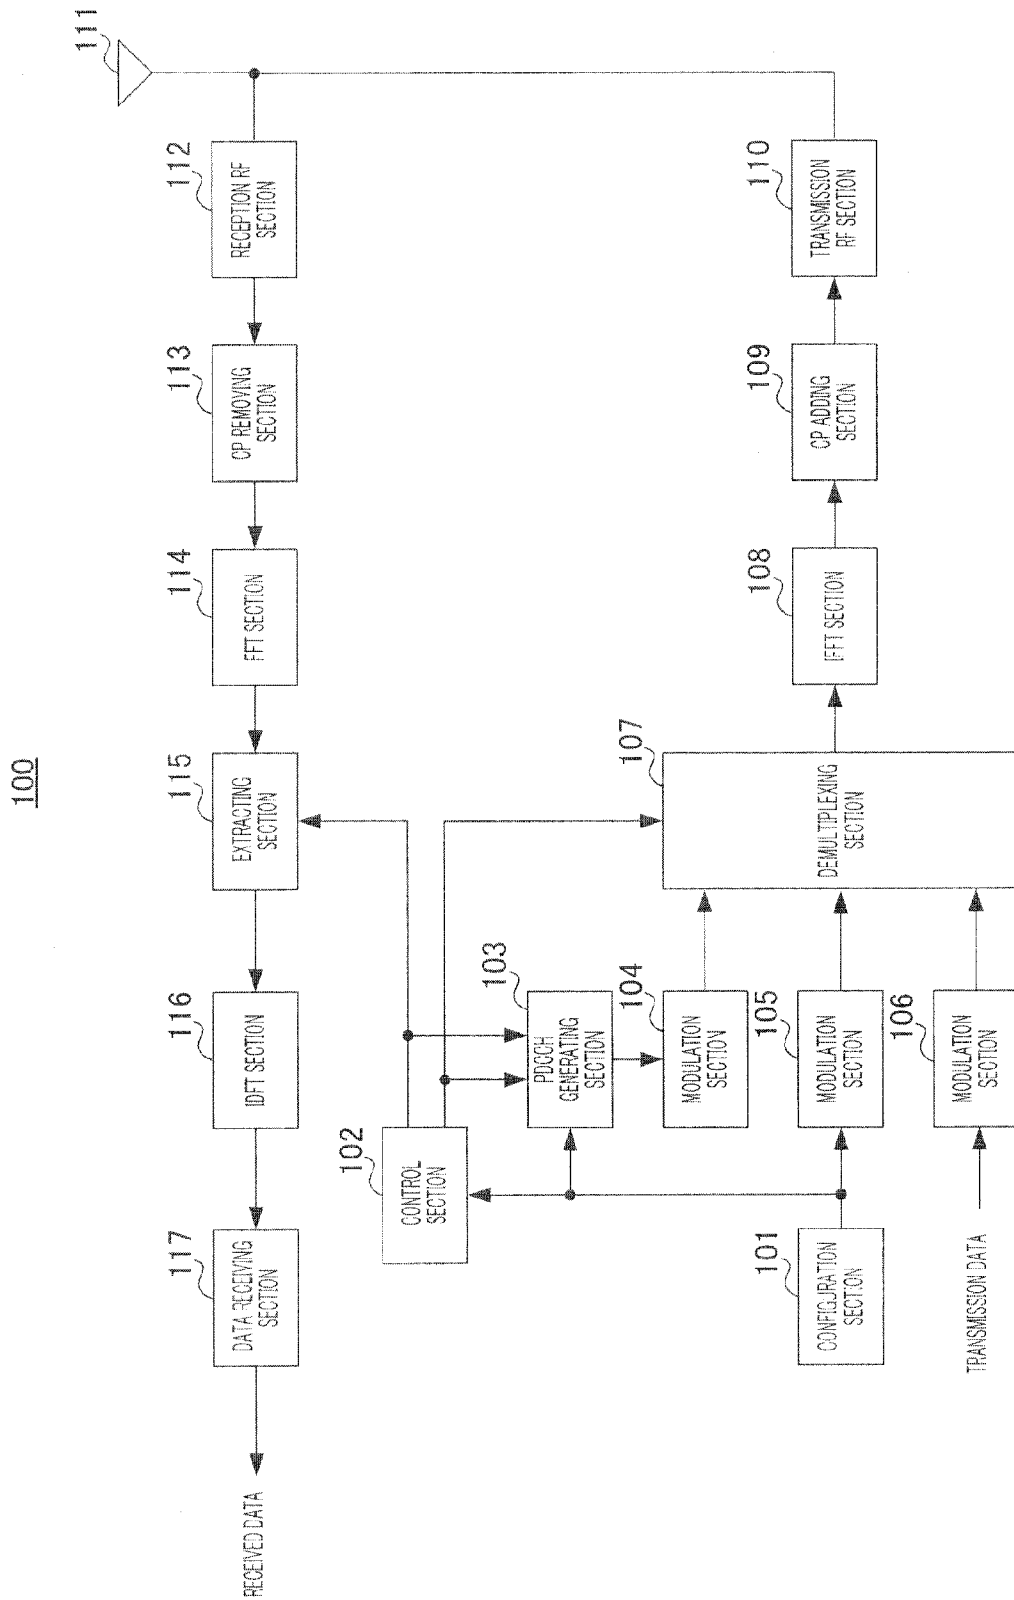 100
111
112
RECEPTION RF
SECTION
113
CP REMOVING
SECTION
114
FFT SECTION
115
EXTRACTING
SECTION
116
IDFT SECTION
117
DATA RECEIVING
SECTION
RECEIVED DATA
102
CONTROL
SECTION
103
PDCCH
GENERATING
SECTION
104
MODULATION
SECTION
105
MODULATION
SECTION
106
MODULATION
SECTION
101
CONFIGURATION
SECTION
TRANSMISSION DATA
107
DEMULTIPLEXING
SECTION
108
IFFT SECTION
109
CP ADDING
SECTION
110
TRANSMISSION
RF SECTION